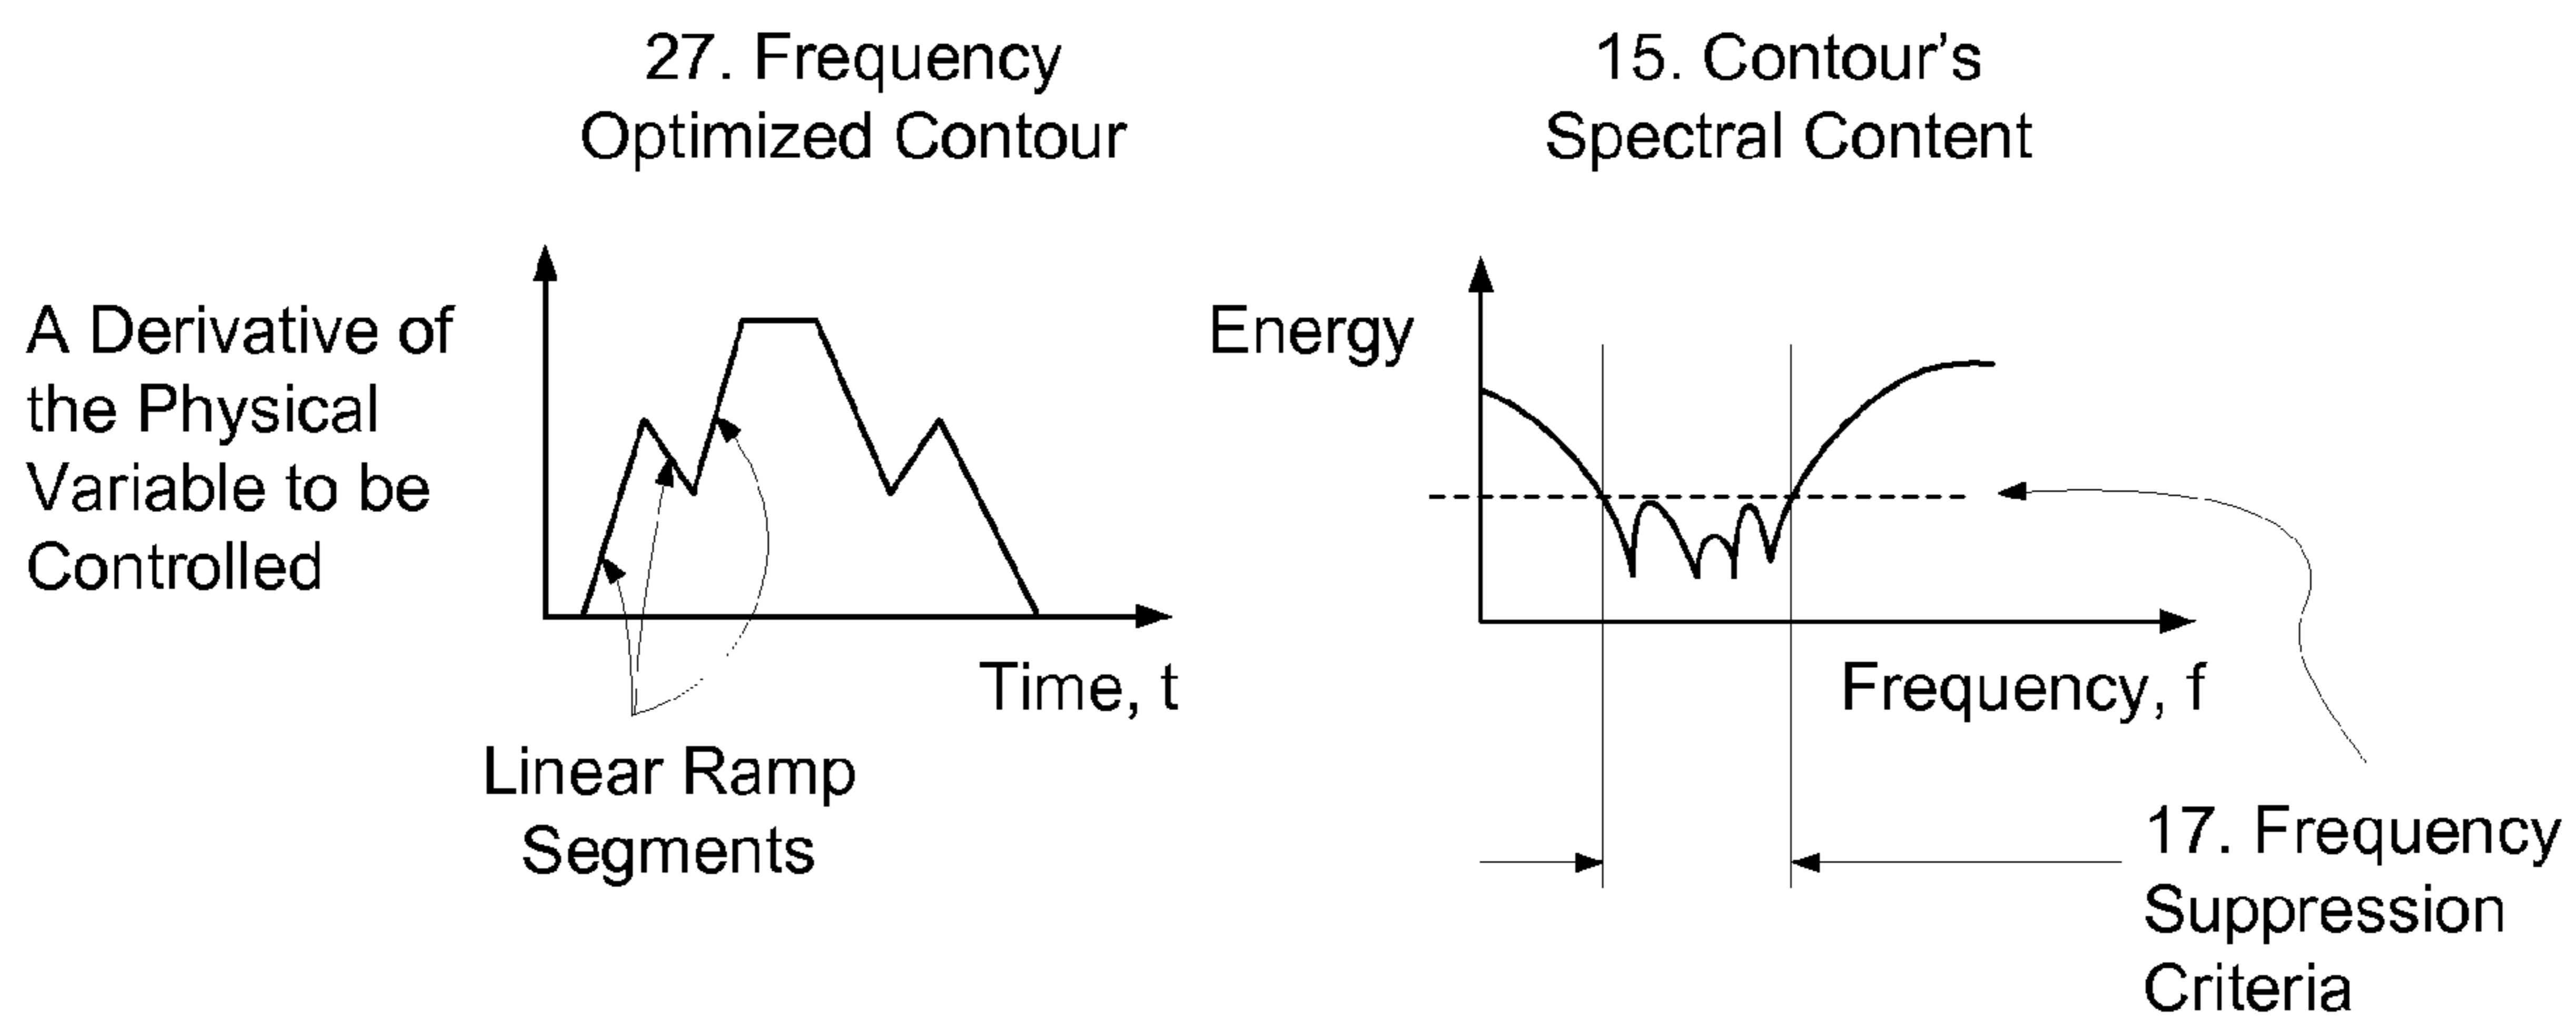 27. Frequency
Optimized Contour
A Derivative of
the Physical
Variable to be
Controlled
Time, t
Linear Ramp
Segments
15. Contour's
Spectral Content
Energy
Frequency, f
17. Frequency
Suppression
Criteria